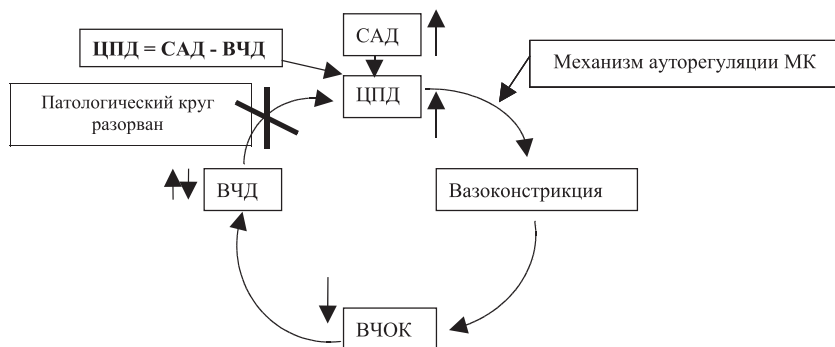 ЦПД = САД - ВЧД
САД
Механизм ауторегуляции МК
ЦПД
Патологический круг
разорван
ВЧД
Вазоконстрикция
ВЧОК